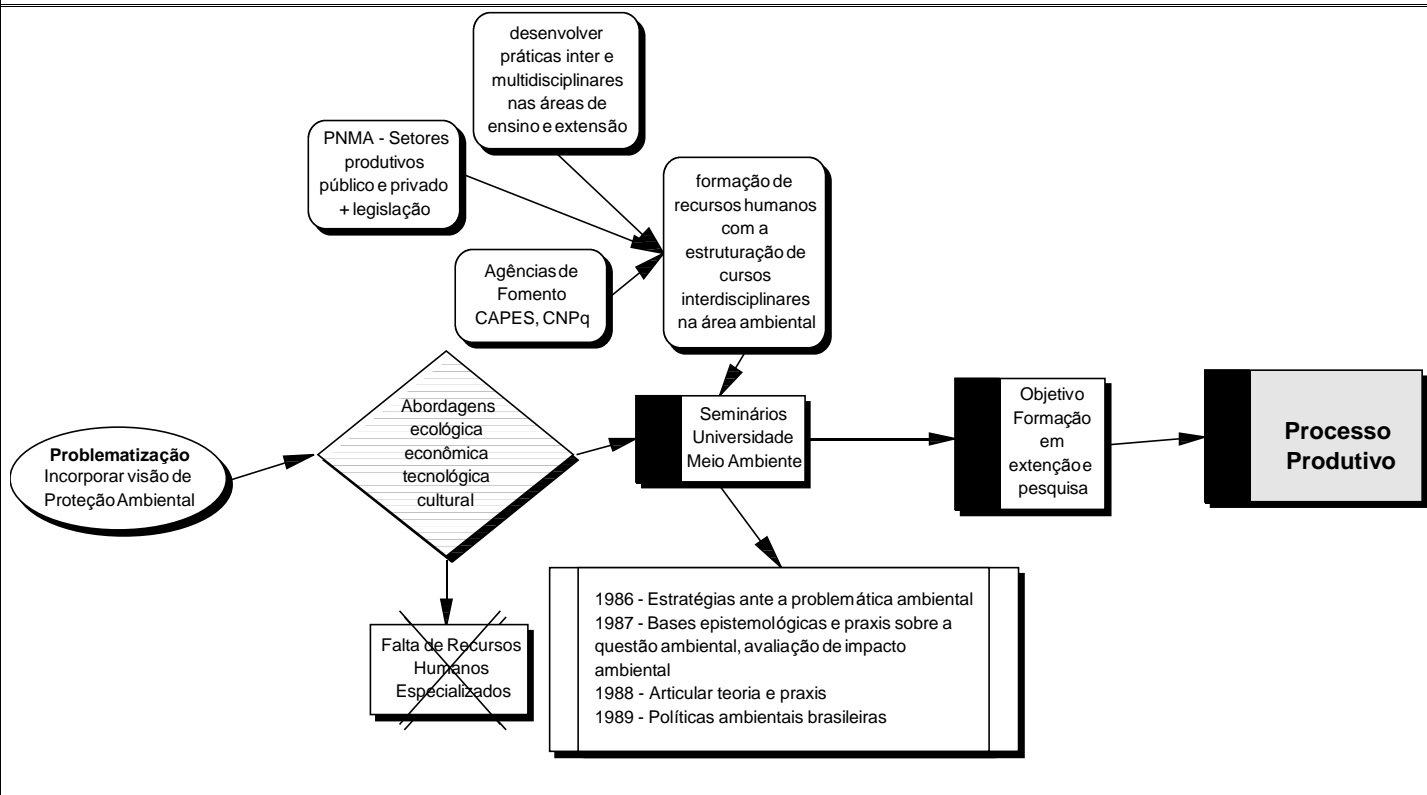 desenvolver
práticas inter e
multidisciplinares
nas áreas de
ensino e extensão
PNMA - Setores
produtivos
público e privado
+ legislação
Agências de
Fomento
CAPES, CNPq
formação de
recursos humanos
com a
estruturação de
cursos
interdisciplinares
na área ambiental
Problematização
Incorporar visão de
Proteção Ambiental
Abordagens
ecológica
econômica
tecnológica
cultural
Seminários
Universidade
Meio Ambiente
Objetivo
Formação
em
extenção e
pesquisa
Processo
Produtivo
Falta de Recursos
Humanos
Especializados
1986 - Estratégias ante a problemática ambiental
1987 - Bases epistemológicas e praxis sobre a
questão ambiental, avaliação de impacto
ambiental
1988 - Articular teoria e praxis
1989 - Políticas ambientais brasileiras